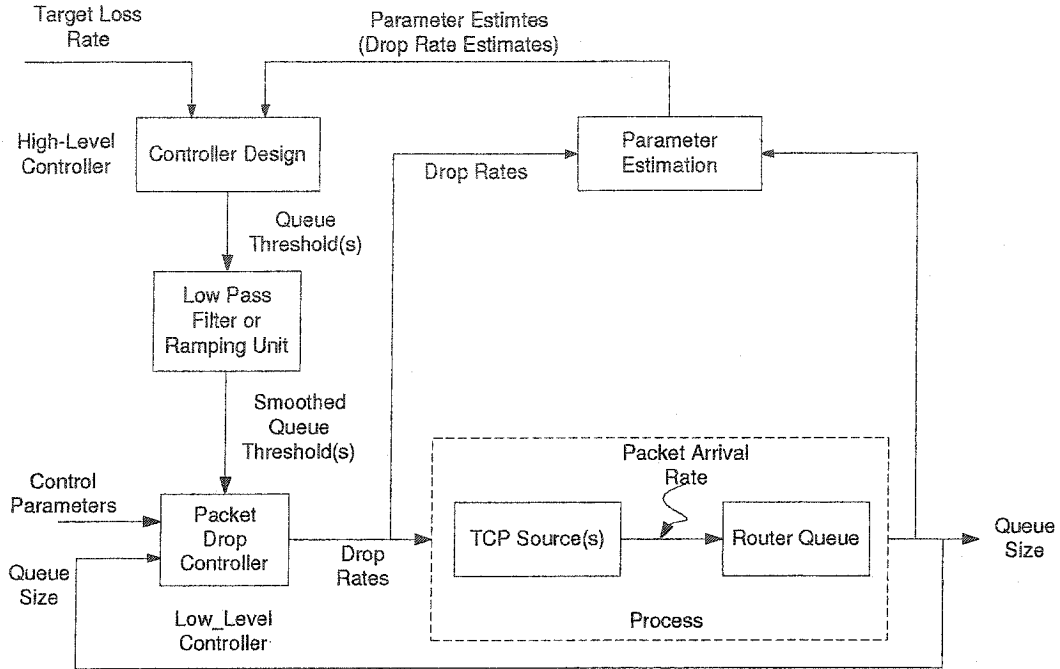 Target Loss
Rate
Parameter Estimtes
(Drop Rate Estimates)
High-Level
Controller
Controller Design
Parameter
Estimation
Drop Rates
Queue
Threshold(s)
Low Pass
Filter or
Ramping Unit
Smoothed
Queue
Threshold(s)
Packet Arrival
Rate
Control
Parameters
Packet
Drop
Controller
TCP Source(s)
Router Queue
Queue
Size
Drop
Rates
Queue
Size
Low_Level
Controller
Process